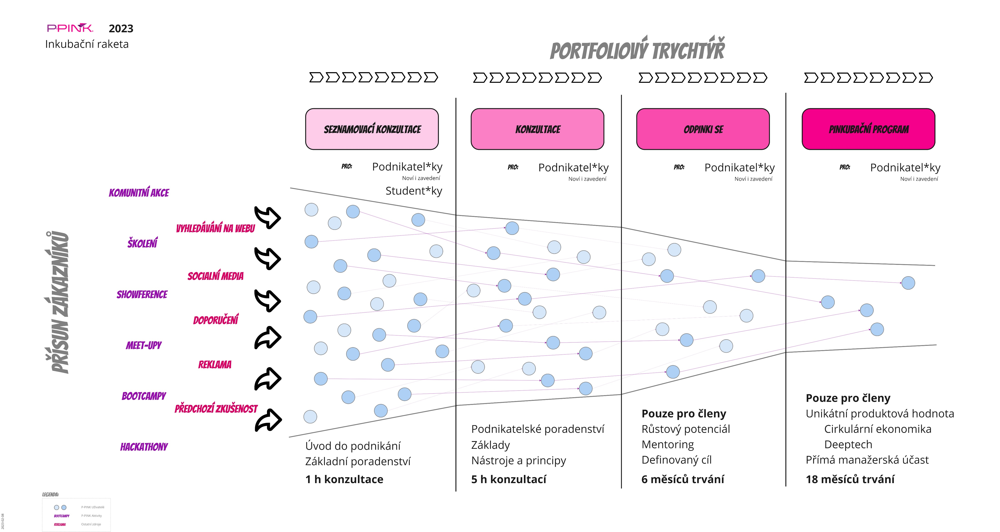 P-PINK 2023
Inkubační raketa
PORTFOLIOVÝ TRYCHTÝŘ
SEZNAMOVACÍ KONZULTACE
KONZULTACE
ODPINKI SE
PINKUBAČNÍ PROGRAM
PRO: Podnikatel*ky
Noví i zavedení
Student*ky
PRO: Podnikatel*ky
Noví i zavedení
PRO: Podnikatel*ky
Noví i zavedení
PRO: Podnikatel*ky
Noví i zavedení
PŘÍSUN ZÁKAZNÍKŮ
KOMUNITNÍ AKCE
VYHLEDÁVÁNÍ NA WEBU
ŠKOLENÍ
SOCIALNÍ MEDIA
SHOWFERENCE
DOPORUČENÍ
MEET-UPY
REKLAMA
BOOTCAMPY
PŘEDCHOZÍ ZKUŠENOST
HACKATHONY
Úvod do podnikání
Základní poradenství
1 h konzultace
Podnikatelské poradenství
Základy
Nástroje a principy
5 h konzultací
Pouze pro členy
Růstový potenciál
Mentoring
Definovaný cíl
6 měsíců trvání
Pouze pro členy
Unikátní produktová hodnota
Cirkulární ekonomika
Deeptech
Přímá manažerská účast
18 měsíců trvání
LEGENDA:
P-PINK Uživatelé
BOOTCAMPY P-PINK Aktivity
REKLAMA Ostatní zdroje
2023-02-08